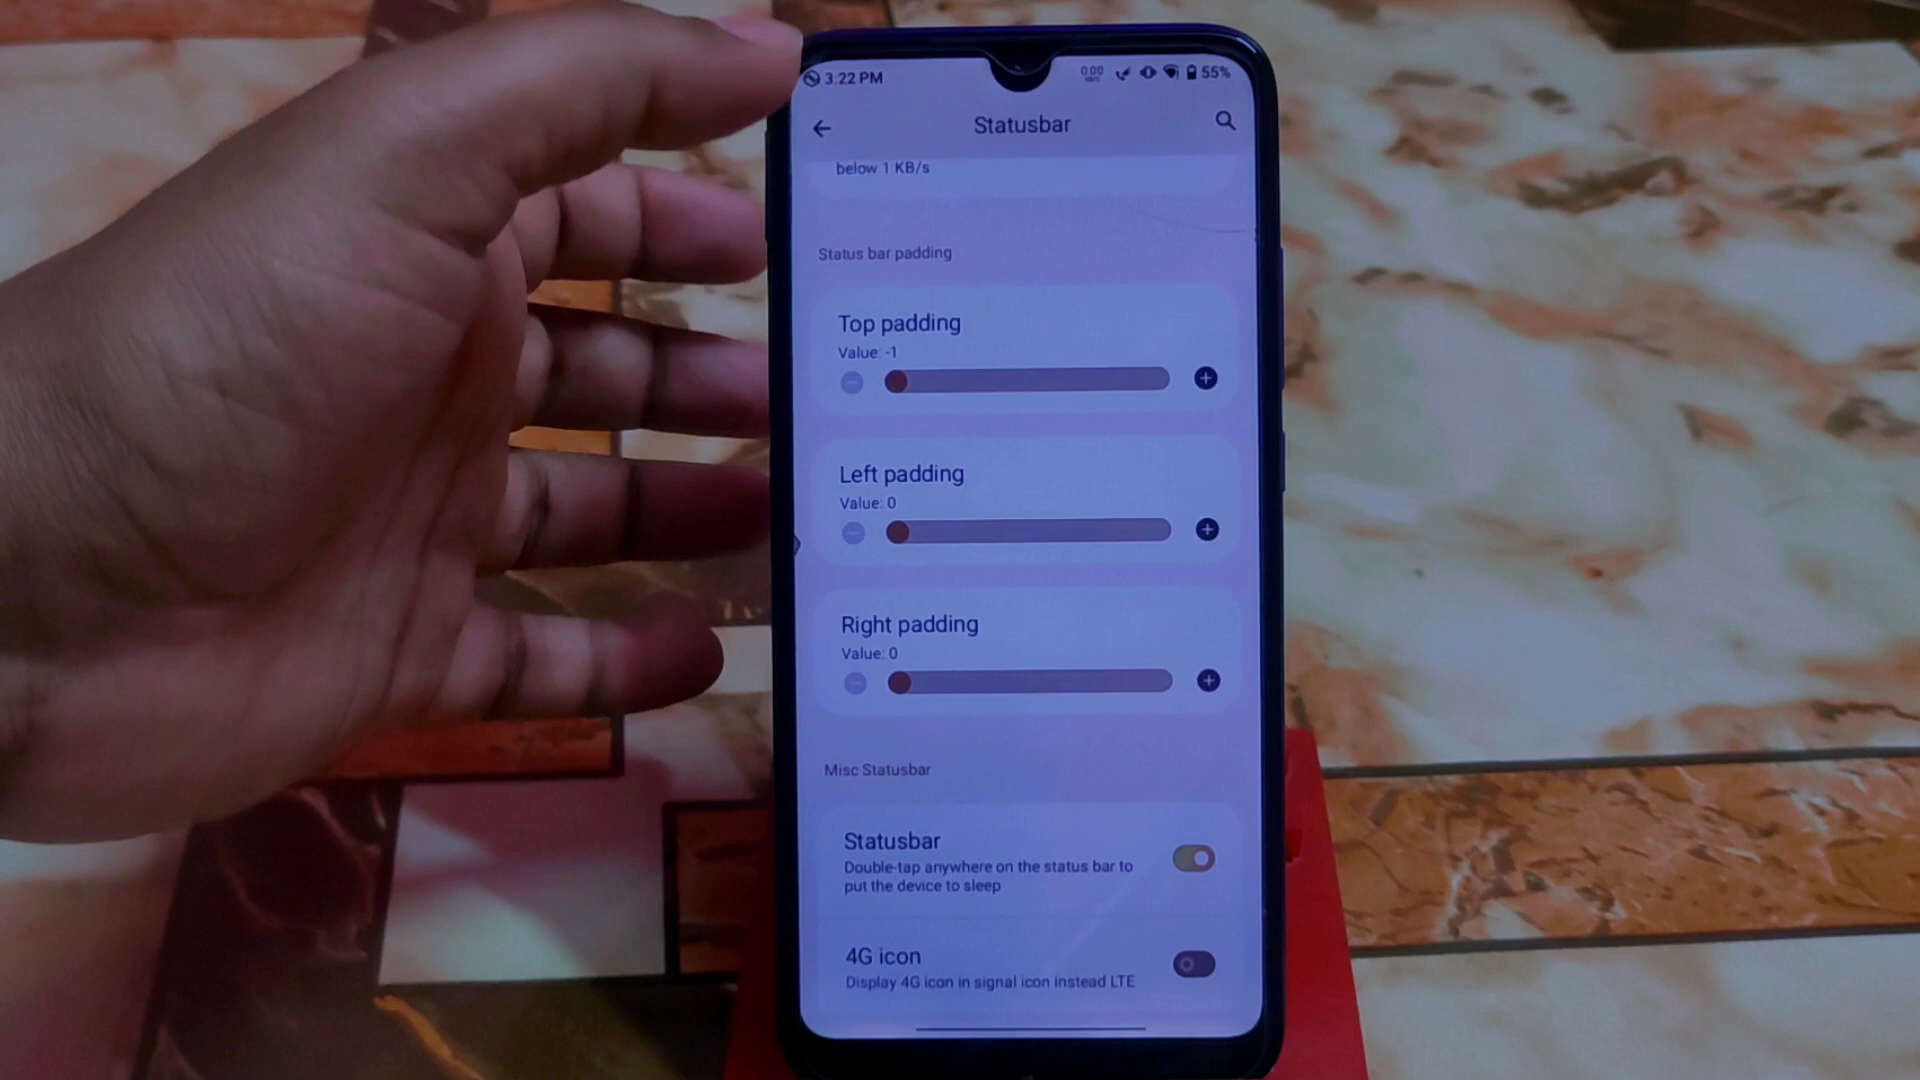 3:22 PM
0.00
55%
Statusbar
below 1 KB/s
Status bar padding
Top padding
Value: -1
Left padding
Value: 0
Right padding
Value: 0
Misc Statusbar
Statusbar
Double-tap anywhere on the status bar to
put the device to sleep
4G icon
Display 4G icon in signal icon instead LTE